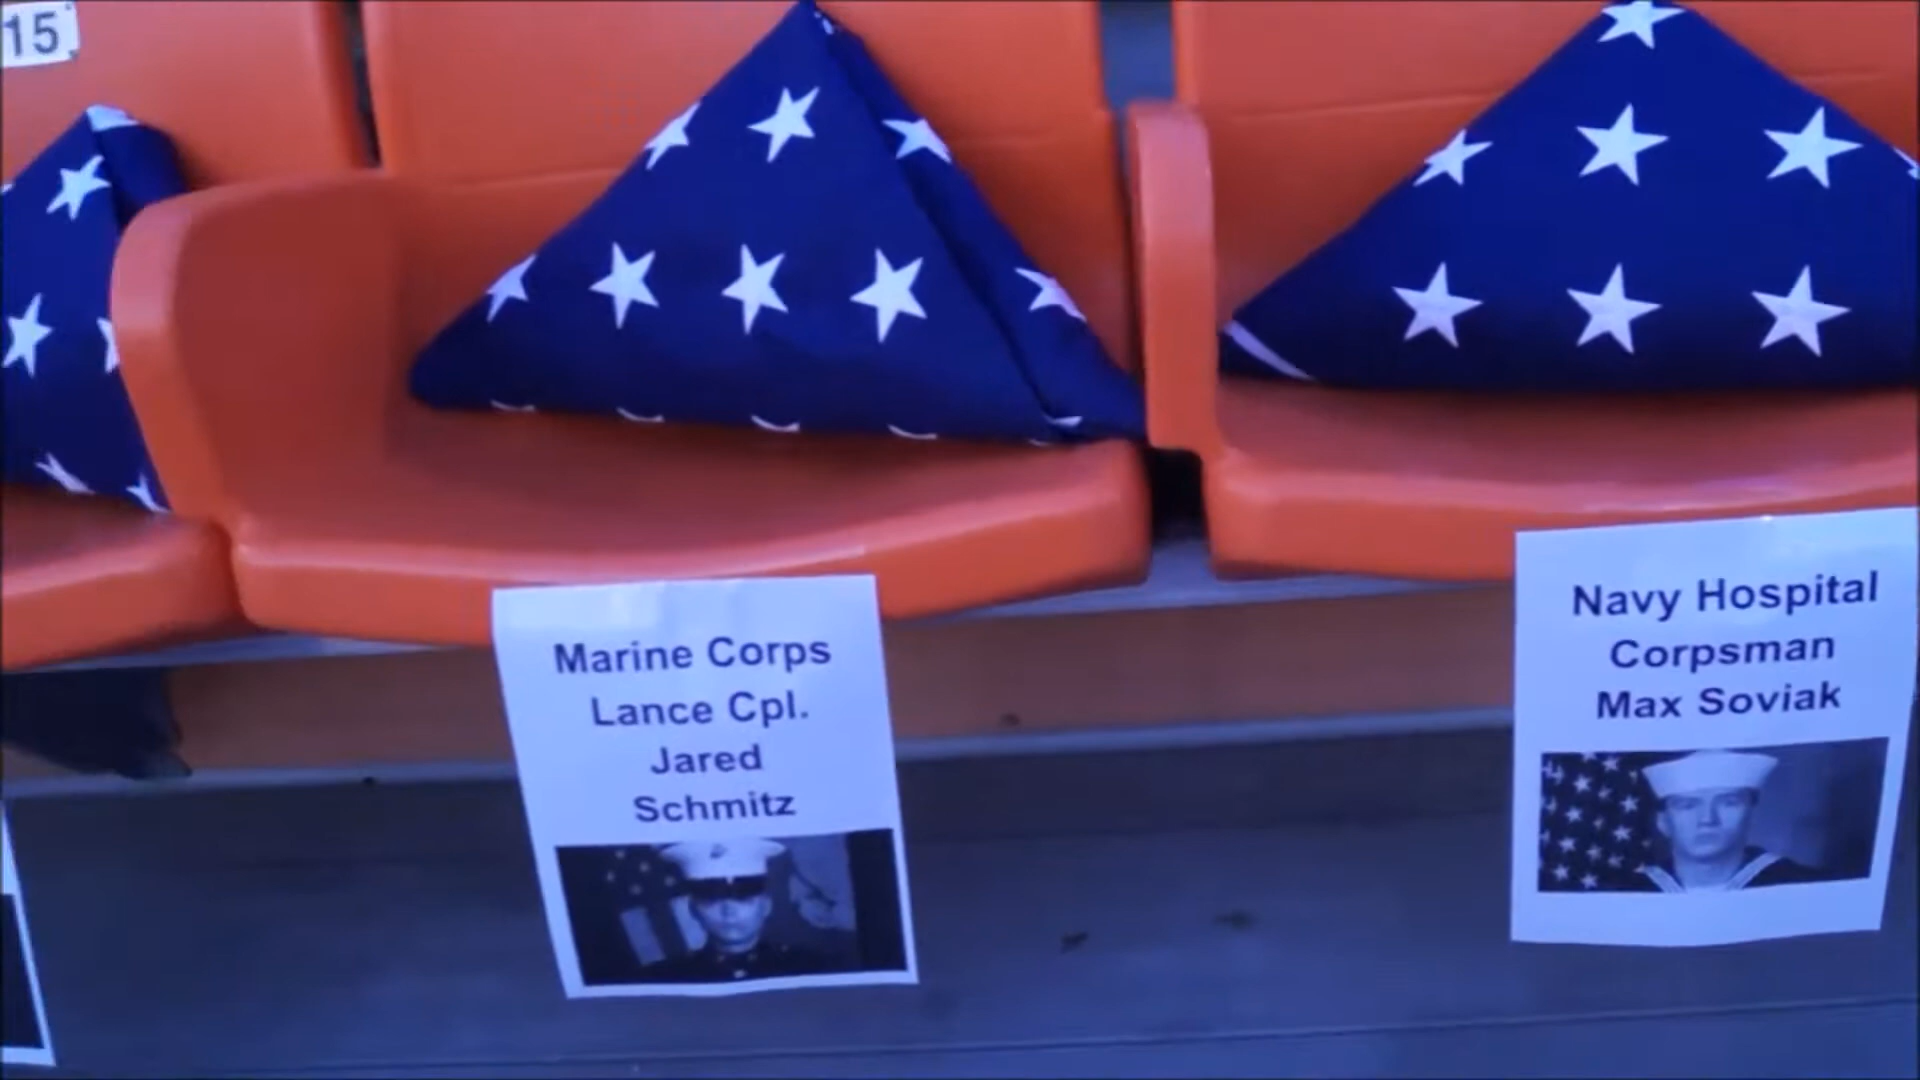 15
Marine Corps
Lance Cpl.
Jared
Schmitz
Navy Hospital
Corpsman
Max Soviak